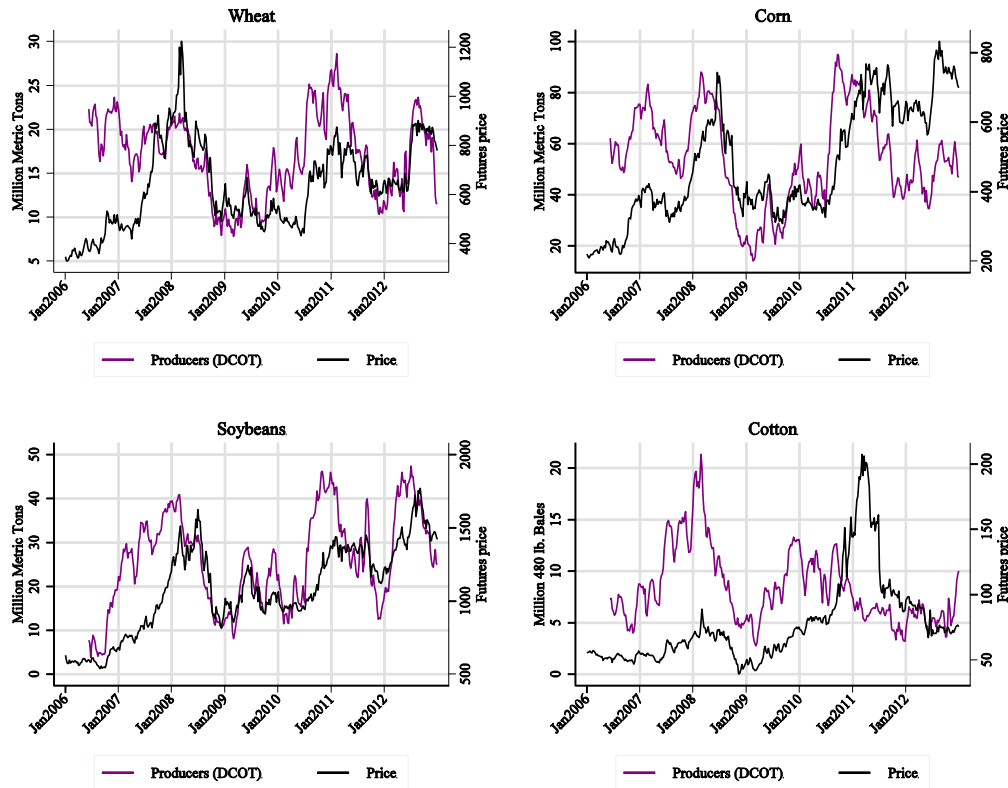 Wheat
Million Metric Tons
30
25
20
15
10
5
1200
1000
800
600
400
Futures price
Jan2006
Jan2007
Jan2008
Jan2009
Jan2010
Jan2011
Jan2012
Producers (DCOT) Price
Corn
Million Metric Tons
100
80
60
40
20
800
600
400
200
Futures price
Jan2006
Jan2007
Jan2008
Jan2009
Jan2010
Jan2011
Jan2012
Producers (DCOT) Price
Soybeans
Million Metric Tons
50
40
30
20
10
0
2000
1500
1000
500
Futures price
Jan2006
Jan2007
Jan2008
Jan2009
Jan2010
Jan2011
Jan2012
Producers (DCOT) Price
Cotton
Million 480 lb. Bales
20
15
10
5
0
200
150
100
50
Futures price
Jan2006
Jan2007
Jan2008
Jan2009
Jan2010
Jan2011
Jan2012
Producers (DCOT) Price